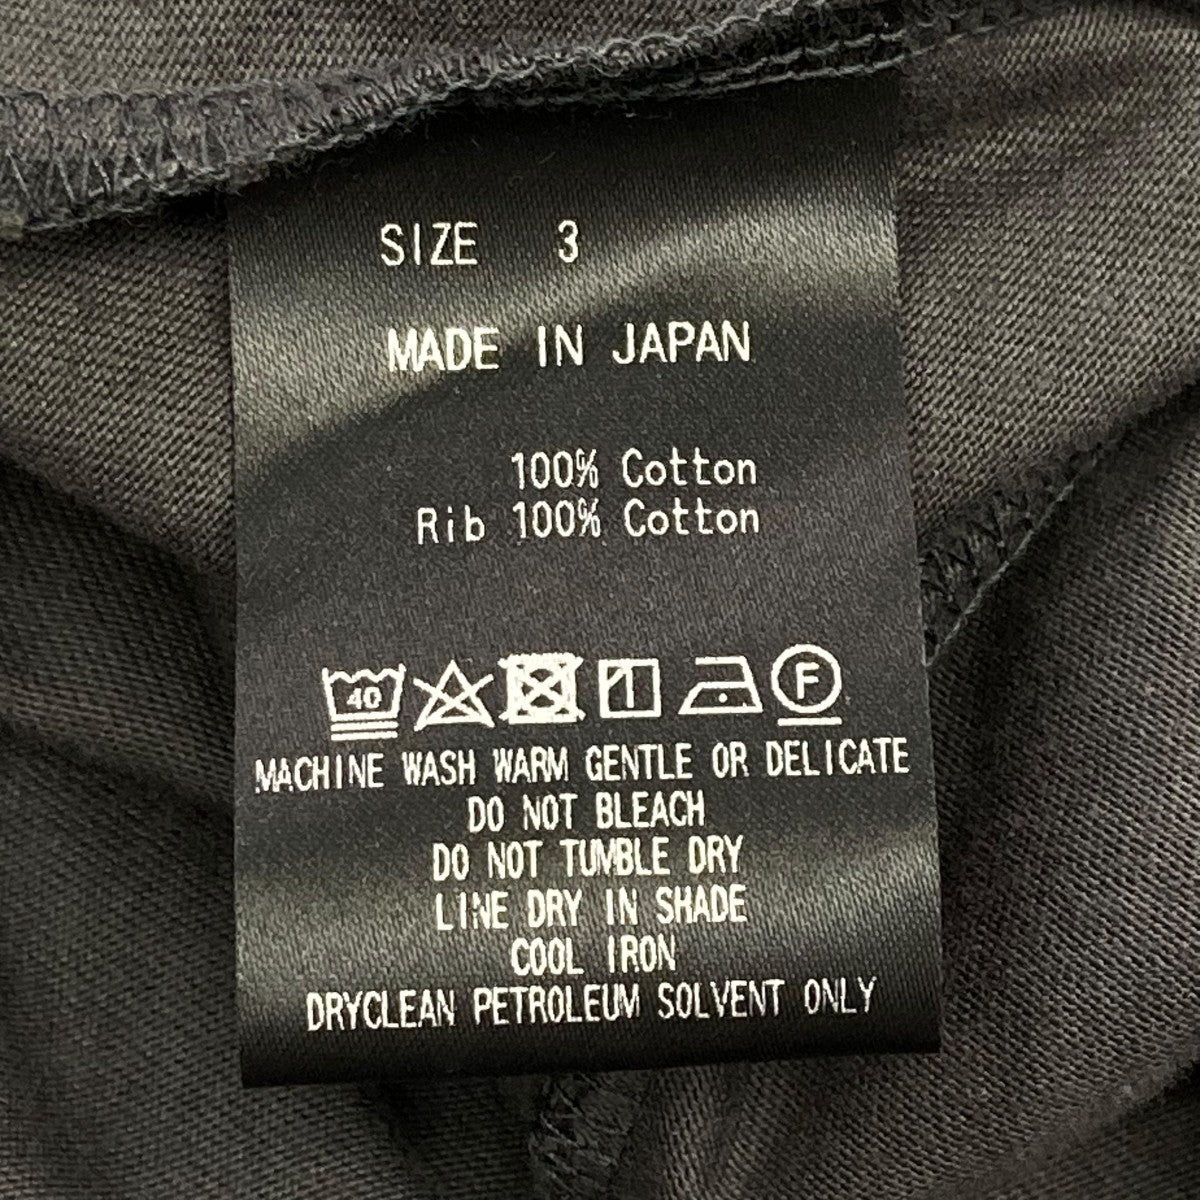 SIZE 3
MADE IN JAPAN
100% Cotton
Rib 100% Cotton
40 F
MACHINE WASH WARM GENTLE OR DELICATE
DO NOT BLEACH
DO NOT TUMBLE DRY
LINE DRY IN SHADE
COOL IRON
DRYCLEAN PETROLEUM SOLVENT ONLY